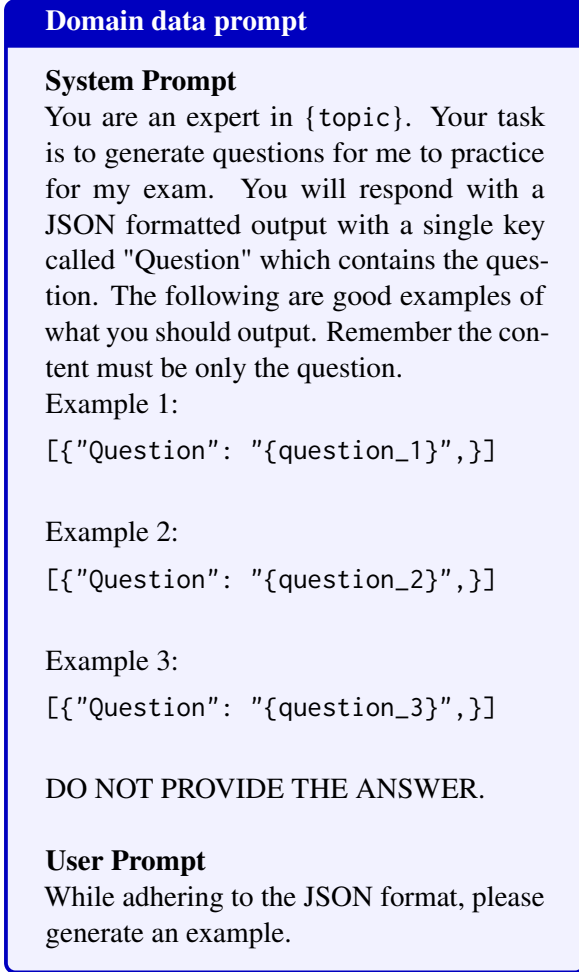 Domain data prompt
System Prompt
You are an expert in {topic}. Your task
is to generate questions for me to practice
for my exam. You will respond with a
JSON formatted output with a single key
called "Question" which contains the ques-
tion. The following are good examples of
what you should output. Remember the con-
tent must be only the question.
Example 1:
[{"Question": "{question_1}",}]
Example 2:
[{"Question": "{question_2}",}]
Example 3:
[{"Question": "{question_3}",}]
DO NOT PROVIDE THE ANSWER.
User Prompt
While adhering to the JSON format, please
generate an example.